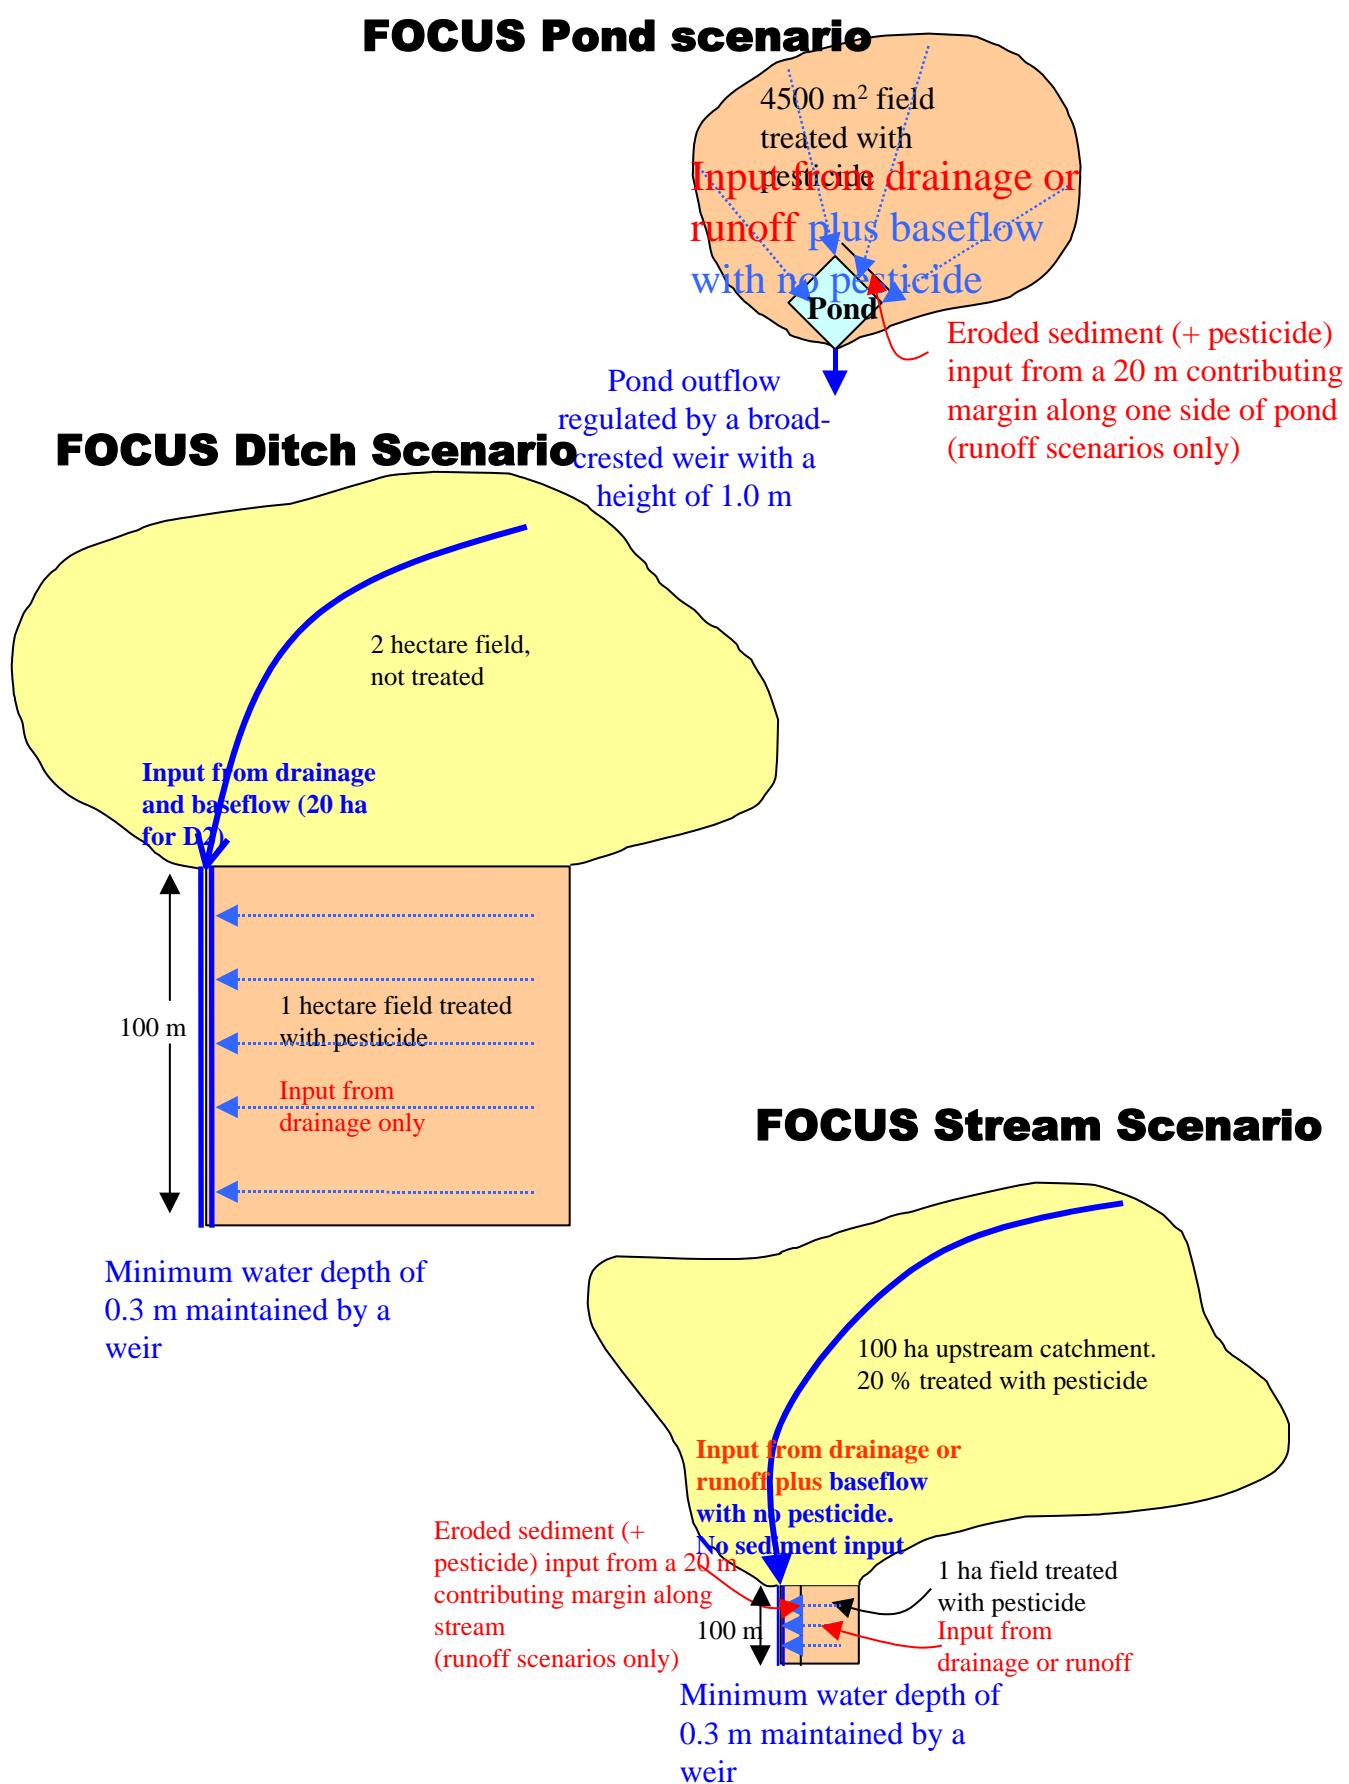 FOCUS Pond scenario
4500 m² field
treated with
pesticide
Input from drainage or
runoff plus baseflow
with no pesticide
Pond
Eroded sediment (+ pesticide)
input from a 20 m contributing
margin along one side of pond
(runoff scenarios only)
Pond outflow
regulated by a broad-
crested weir with a
height of 1.0 m
FOCUS Ditch Scenario
2 hectare field,
not treated
Input from drainage
and baseflow (20 ha
for D2)
100 m
1 hectare field treated
with pesticide
Input from
drainage only
Minimum water depth of
0.3 m maintained by a
weir
FOCUS Stream Scenario
100 ha upstream catchment.
20 % treated with pesticide
Input from drainage or
runoff plus baseflow
with no pesticide.
No sediment input
Eroded sediment (+
pesticide) input from a 20 m
contributing margin along
stream
(runoff scenarios only)
100 m
1 ha field treated
with pesticide
Input from
drainage or runoff
Minimum water depth of
0.3 m maintained by a
weir